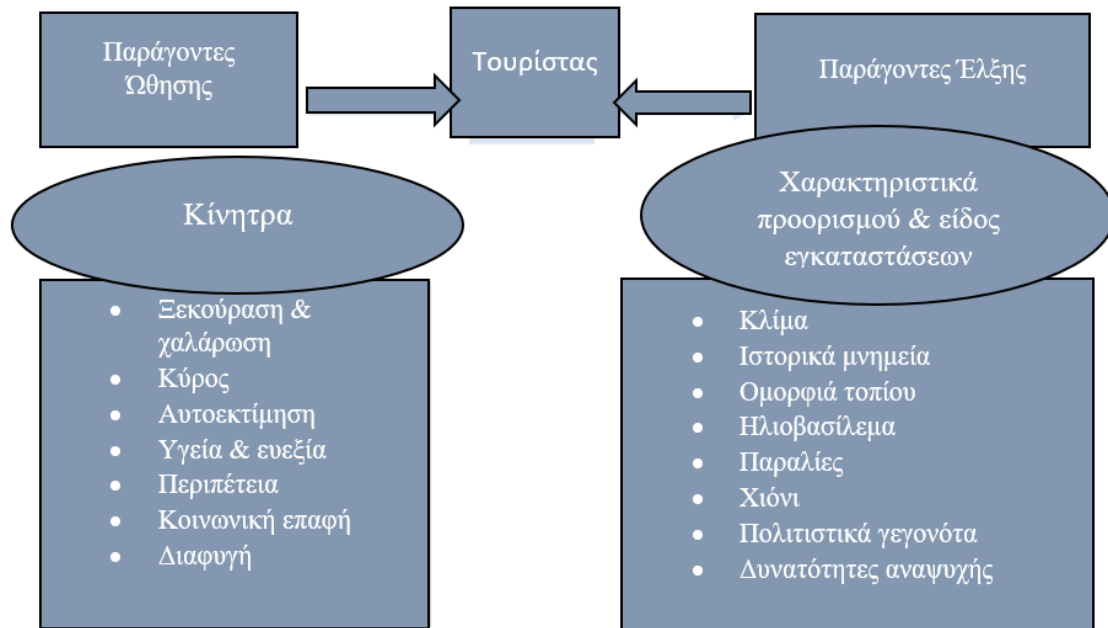 Παράγοντες
Ώθησης
Τουρίστας
Παράγοντες Έλξης
Κίνητρα
Χαρακτηριστικά
προορισμού & είδος
εγκαταστάσεων
• Ξεκούραση &
χαλάρωση
• Κύρος
• Αυτοεκτίμηση
• Υγεία & ευεξία
• Περιπέτεια
• Κοινωνική επαφή
• Διαφυγή
• Κλίμα
• Ιστορικά μνημεία
• Ομορφιά τοπίου
• Ηλιοβασίλεμα
• Παραλίες
• Χιόνι
• Πολιτιστικά γεγονότα
• Δυνατότητες αναψυχής